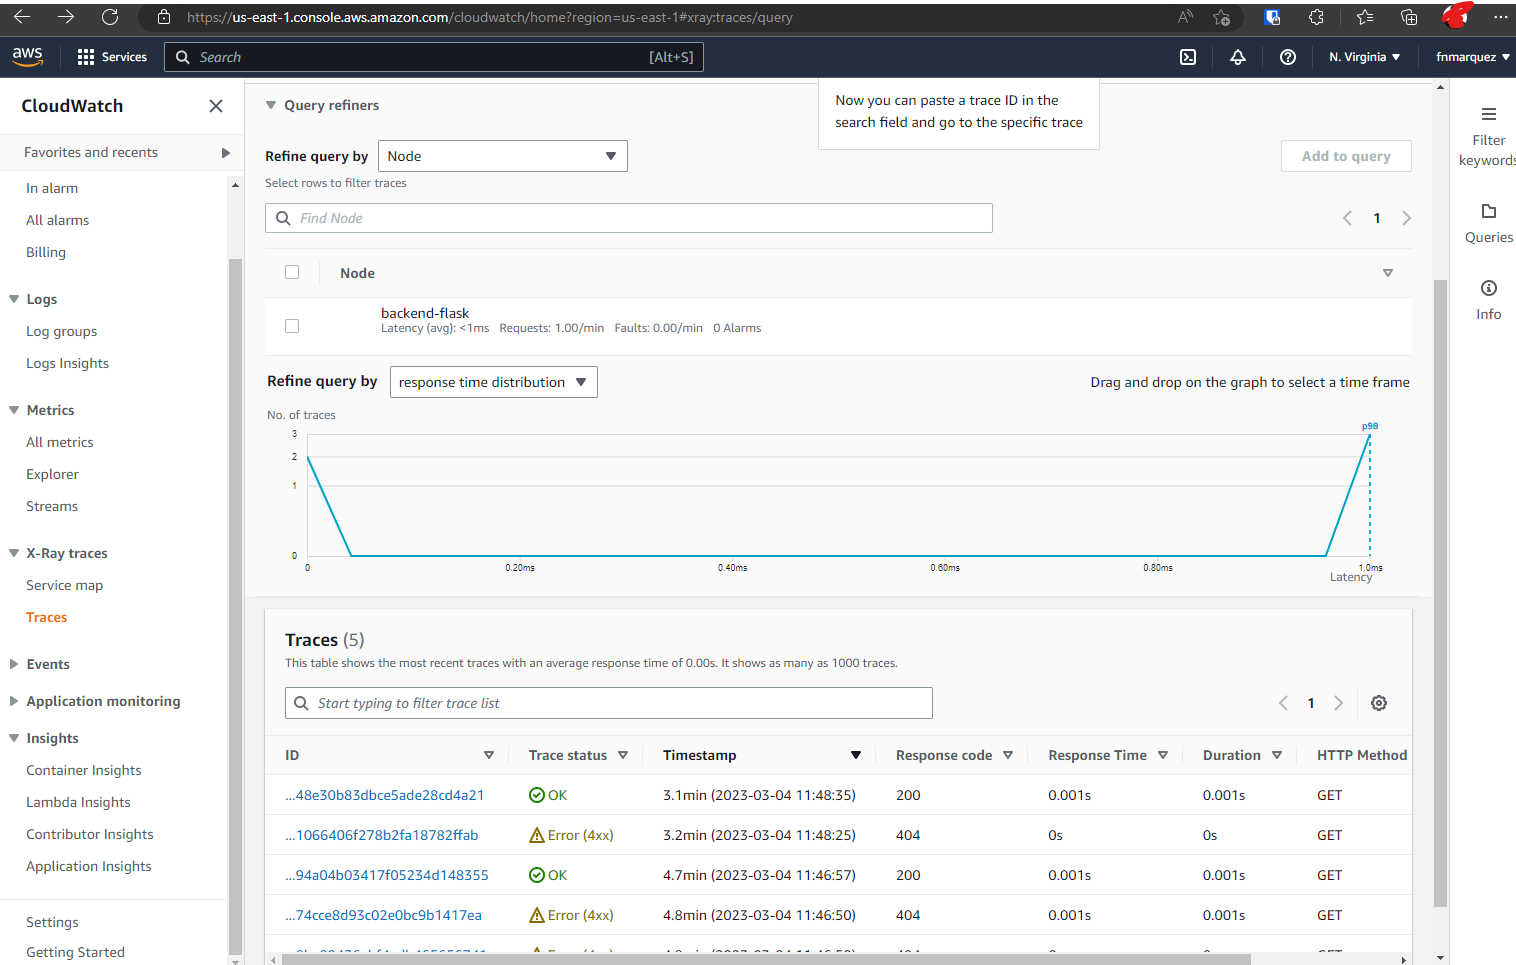 https://us-east-1.console.aws.amazon.com/cloudwatch/home?region=us-east-1#xray:traces/query
aws
Services
Search
[Alt+S]
N. Virginia
fnmarquez
CloudWatch
Favorites and recents
In alarm
All alarms
Billing
Logs
Log groups
Logs Insights
Metrics
All metrics
Explorer
Streams
X-Ray traces
Service map
Traces
Events
Application monitoring
Insights
Container Insights
Lambda Insights
Contributor Insights
Application Insights
Settings
Getting Started
Query refiners
Now you can paste a trace ID in the
search field and go to the specific trace
Refine query by Node
Add to query
Select rows to filter traces
Find Node
1
Node
backend-flask
Latency (avg): <1ms Requests: 1.00/min Faults: 0.00/min 0 Alarms
Refine query by response time distribution
Drag and drop on the graph to select a time frame
No. of traces
3
2
1
0
0 0.20ms 0.40ms 0.60ms 0.80ms 1.0ms
Latency
Traces (5)
This table shows the most recent traces with an average response time of 0.00s. It shows as many as 1000 traces.
Start typing to filter trace list
1
ID Trace status Timestamp Response code Response Time Duration HTTP Method
...48e30b83dbce5ade28cd4a21 OK 3.1min (2023-03-04 11:48:35) 200 0.001s 0.001s GET
...1066406f278b2fa18782ffab Error (4xx) 3.2min (2023-03-04 11:48:25) 404 0s 0s GET
...94a04b03417f05234d148355 OK 4.7min (2023-03-04 11:46:57) 200 0.001s 0.001s GET
...74cce8d93c02e0bc9b1417ea Error (4xx) 4.8min (2023-03-04 11:46:50) 404 0.001s 0.001s GET
Filter
keywords
Queries
Info